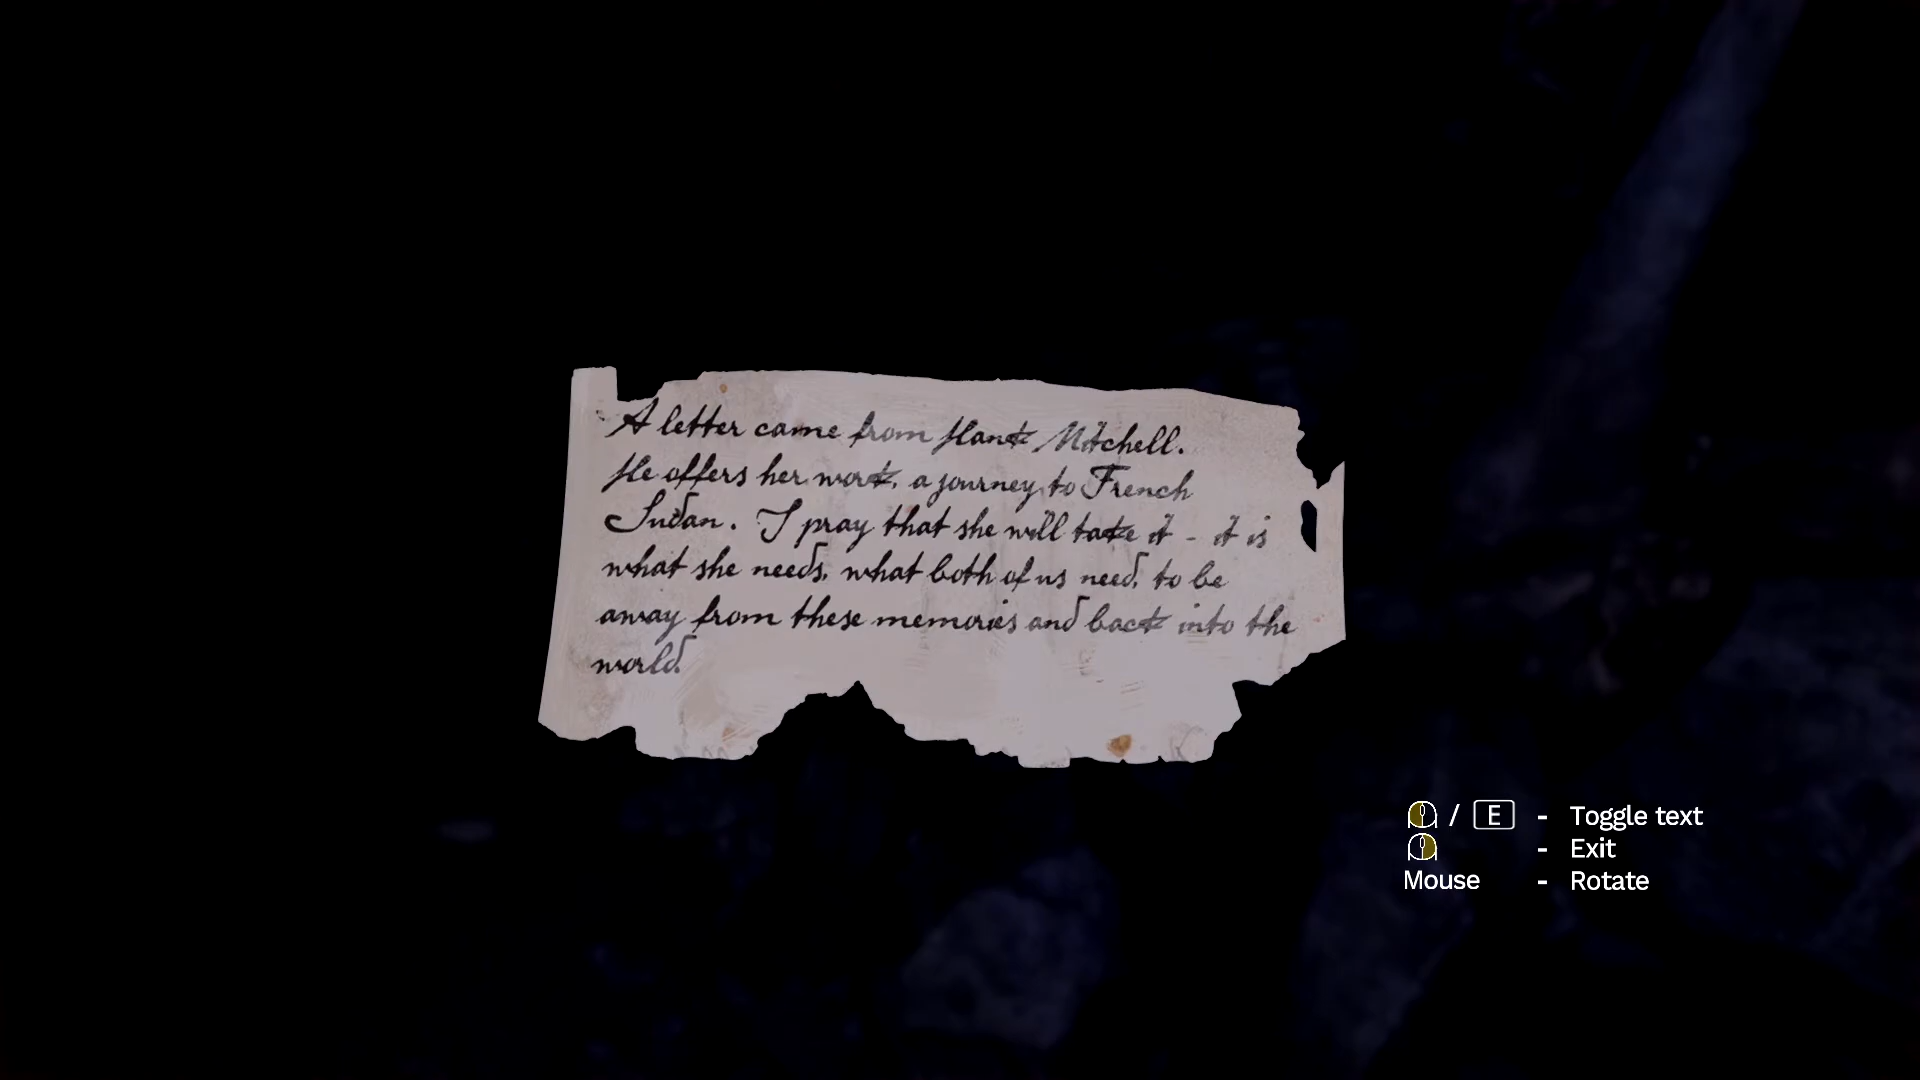 A letter came from Hank Mitchell.
He offers her work, a journey to French
Sudan. I pray that she will take it - it is
what she needs, what both of us need, to be
away from these memories and back into the
world.
/ E - Toggle text
- Exit
Mouse - Rotate